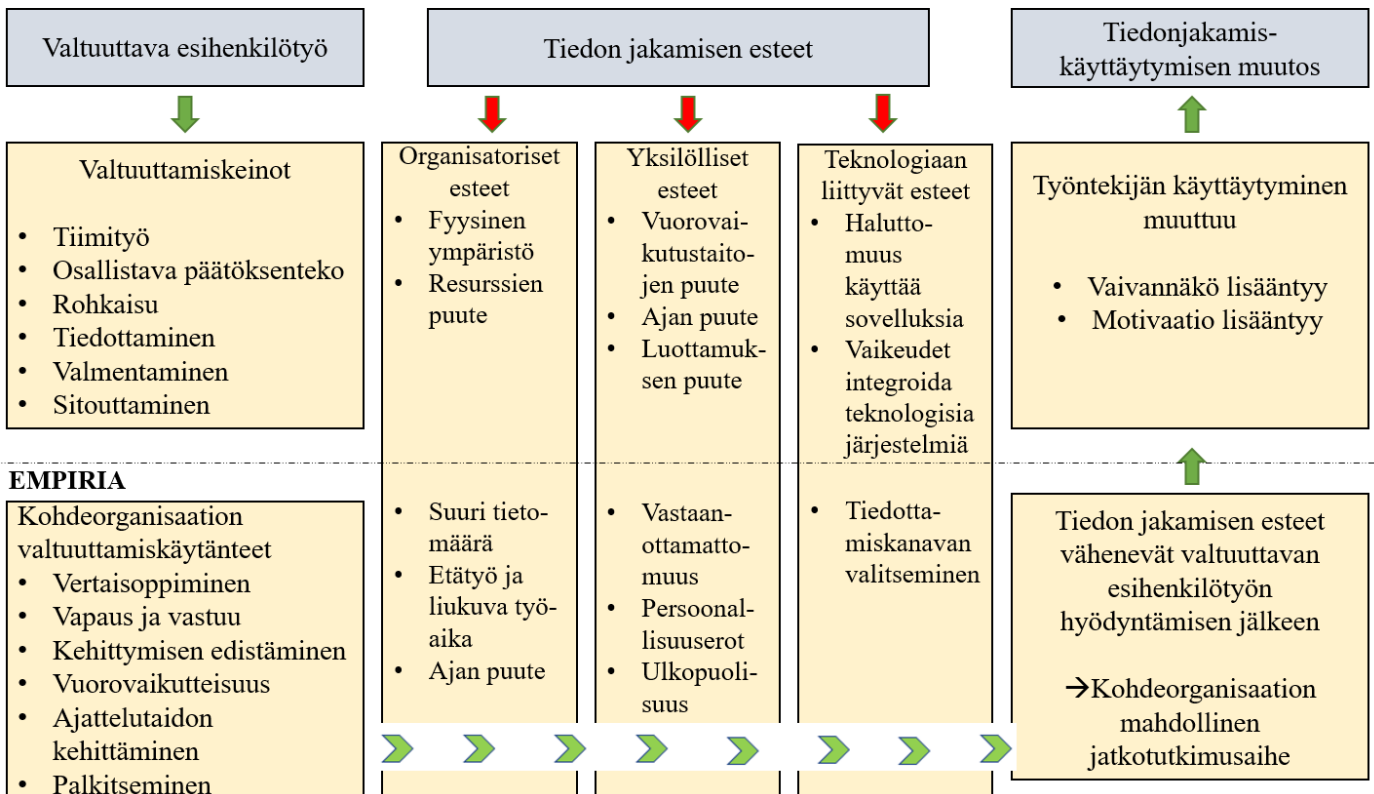 Valtuuttava esihenkilötyö
Tiedon jakamisen esteet
Tiedonjakamis-
käyttäytymisen muutos
Valtuuttamiskeinot
• Tiimityö
• Osallistava päätöksenteko
• Rohkaisu
• Tiedottaminen
• Valmentaminen
• Sitouttaminen
Organisatoriset
esteet
• Fyysinen
ympäristö
• Resurssien
puute
Yksilölliset
esteet
• Vuorovai-
kutustaito-
jen puute
• Ajan puute
• Luottamuk-
sen puute
Teknologiaan
liittyvät esteet
• Halutto-
muus
käyttää
sovelluksia
• Vaikeudet
integroida
teknologisia
järjestelmiä
Työntekijän käyttäytyminen
muuttuu
• Vaivannäkö lisääntyy
• Motivaatio lisääntyy
EMPIRIA
Kohdeorganisaation
valtuuttamiskäytänteet
• Vertaisoppiminen
• Vapaus ja vastuu
• Kehittymisen edistäminen
• Vuorovaikutteisuus
• Ajattelutaidon
kehittäminen
• Palkitseminen
• Suuri tieto-
määrä
• Etätyö ja
liukuva työ-
aika
• Ajan puute
• Vastaan-
ottamatto-
muus
• Persoonal-
lisuuserot
• Ulkopuoli-
suus
• Tiedotta-
miskanavan
valitseminen
Tiedon jakamisen esteet
vähenevät valtuuttavan
esihenkilötyön
hyödyntämisen jälkeen
→Kohdeorganisaation
mahdollinen
jatkotutkimusaihe